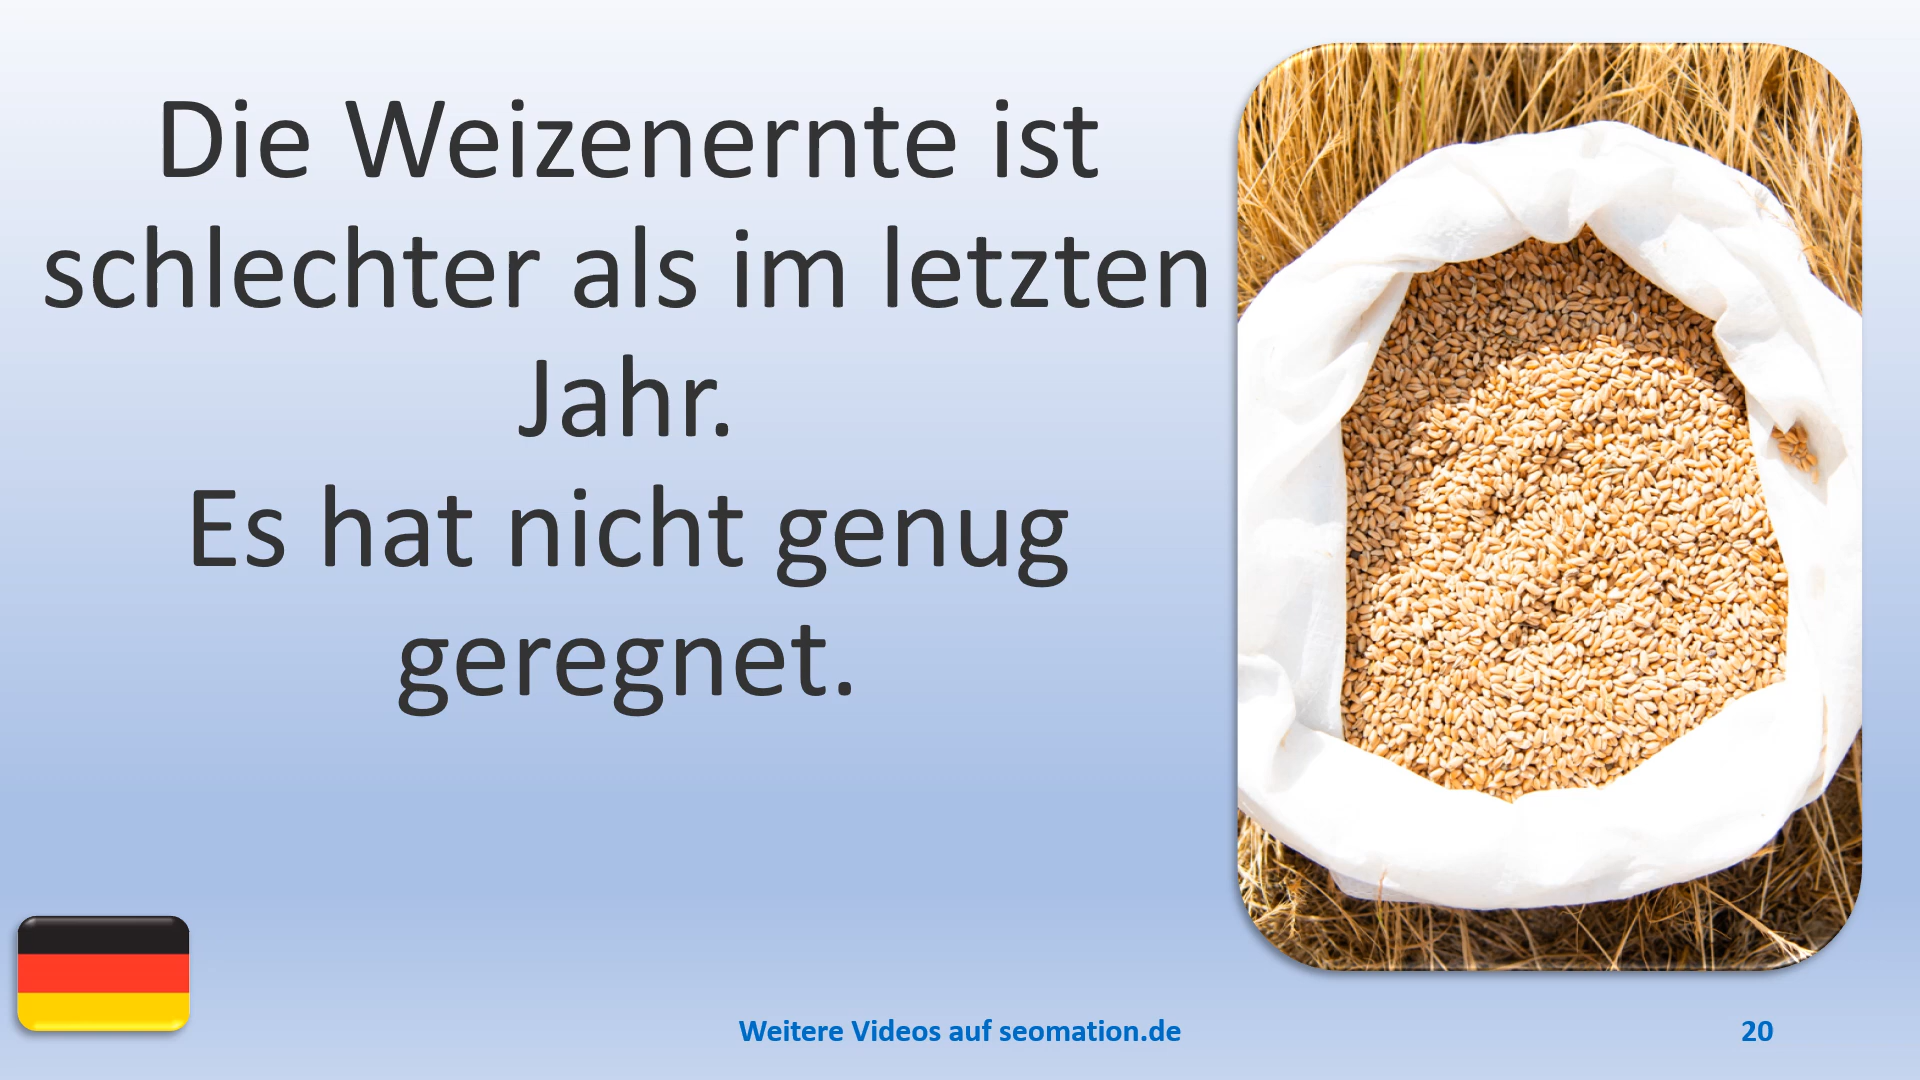 Die Weizenernte ist
schlechter als im letzten
Jahr.
Es hat nicht genug
geregnet.
Weitere Videos auf seomation.de
20